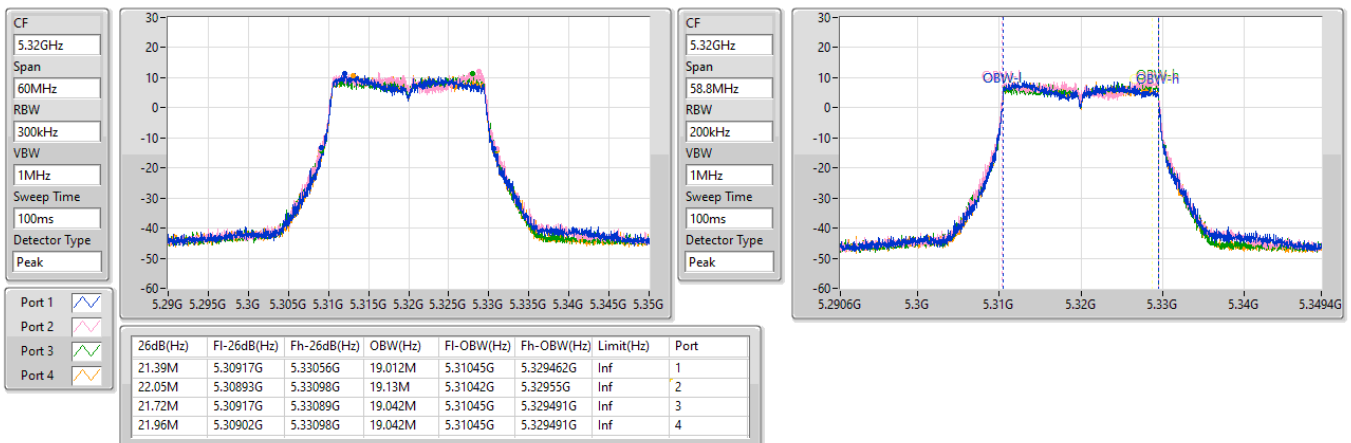 CF
5.32GHz
Span
60MHz
RBW
300kHz
VBW
1MHz
Sweep Time
100ms
Detector Type
Peak
30
20
10
0
-10
-20
-30
-40
-50
-60
5.29G 5.295G 5.3G 5.305G 5.31G 5.315G 5.32G 5.325G 5.33G 5.335G 5.34G 5.345G 5.35G
CF
5.32GHz
Span
58.8MHz
RBW
200kHz
VBW
1MHz
Sweep Time
100ms
Detector Type
Peak
30
20
10
0
-10
-20
-30
-40
-50
-60
OBW-l OBW-h
5.2906G 5.3G 5.31G 5.32G 5.33G 5.34G 5.3494G
Port 1
Port 2
Port 3
Port 4
26dB(Hz) Fl-26dB(Hz) Fh-26dB(Hz) OBW(Hz) Fl-OBW(Hz) Fh-OBW(Hz) Limit(Hz) Port
21.39M 5.30917G 5.33056G 19.012M 5.31045G 5.329462G Inf 1
22.05M 5.30893G 5.33098G 19.13M 5.31042G 5.32955G Inf 2
21.72M 5.30917G 5.33089G 19.042M 5.31045G 5.329491G Inf 3
21.96M 5.30902G 5.33098G 19.042M 5.31045G 5.329491G Inf 4